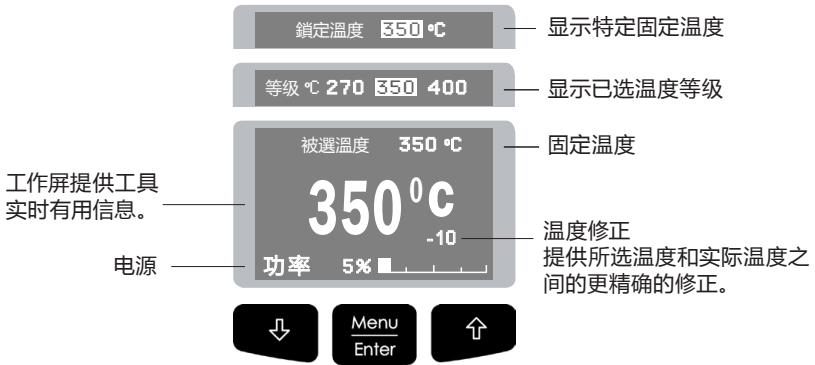 鎖定溫度 350 ℃
显示特定固定温度
等级 ℃ 270 350 400
显示已选温度等级
被選溫度 350 ℃
固定温度
工作屏提供工具
实时有用信息。
350⁰c
-10
温度修正
提供所选温度和实际温度之
间的更精确的修正。
电源
功率 5%
Menu
Enter